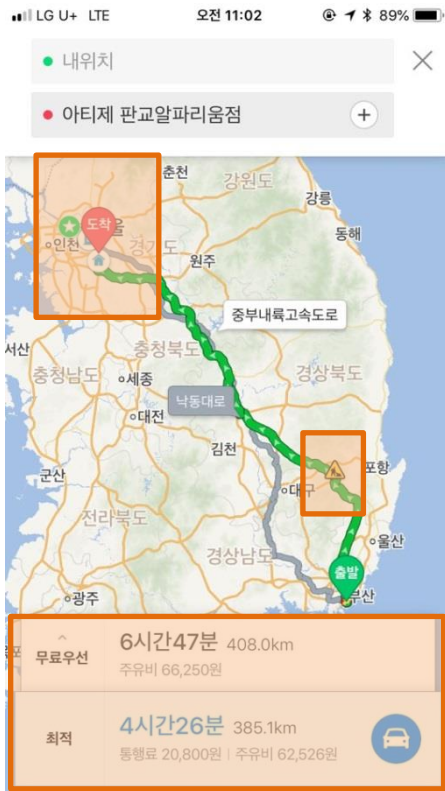 LG U+ LTE 오전 11:02 89%
내위치
아티제 판교알파리움점
춘천
강원도
강릉
도착
울
동해
인천
경기도
원주
중부내륙고속도로
서산
충청북도
충청남도
세종
경상북도
낙동대로
대전
김천
포항
군산
대구
전라북도
울산
경상남도
출발
부산
광주
무료우선
6시간47분 408.0km
주유비 66,250원
최적
4시간26분 385.1km
통행료 20,800원 | 주유비 62,526원